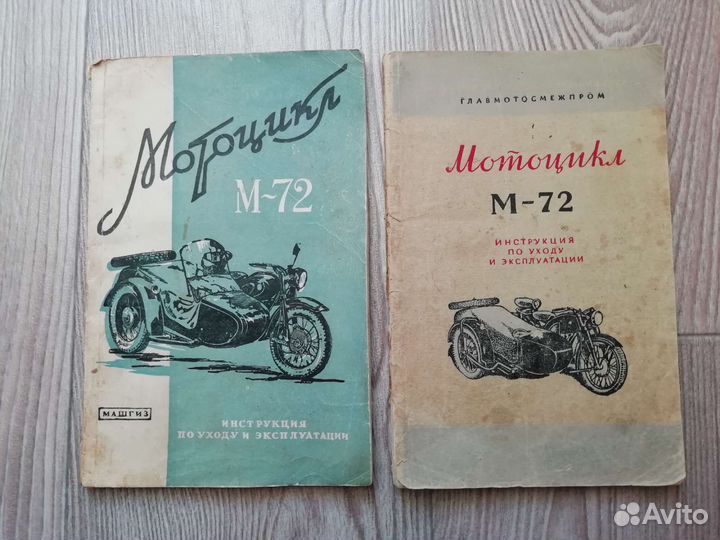 Мотоцикл
М-72
МАШГИЗ
ИНСТРУКЦИЯ
ПО УХОДУ И ЭКСПЛУАТАЦИИ
ГЛАВМОТОСМЕЖПРОМ
Мотоцикл
М-72
ИНСТРУКЦИЯ
ПО УХОДУ
И ЭКСПЛУАТАЦИИ
Avito